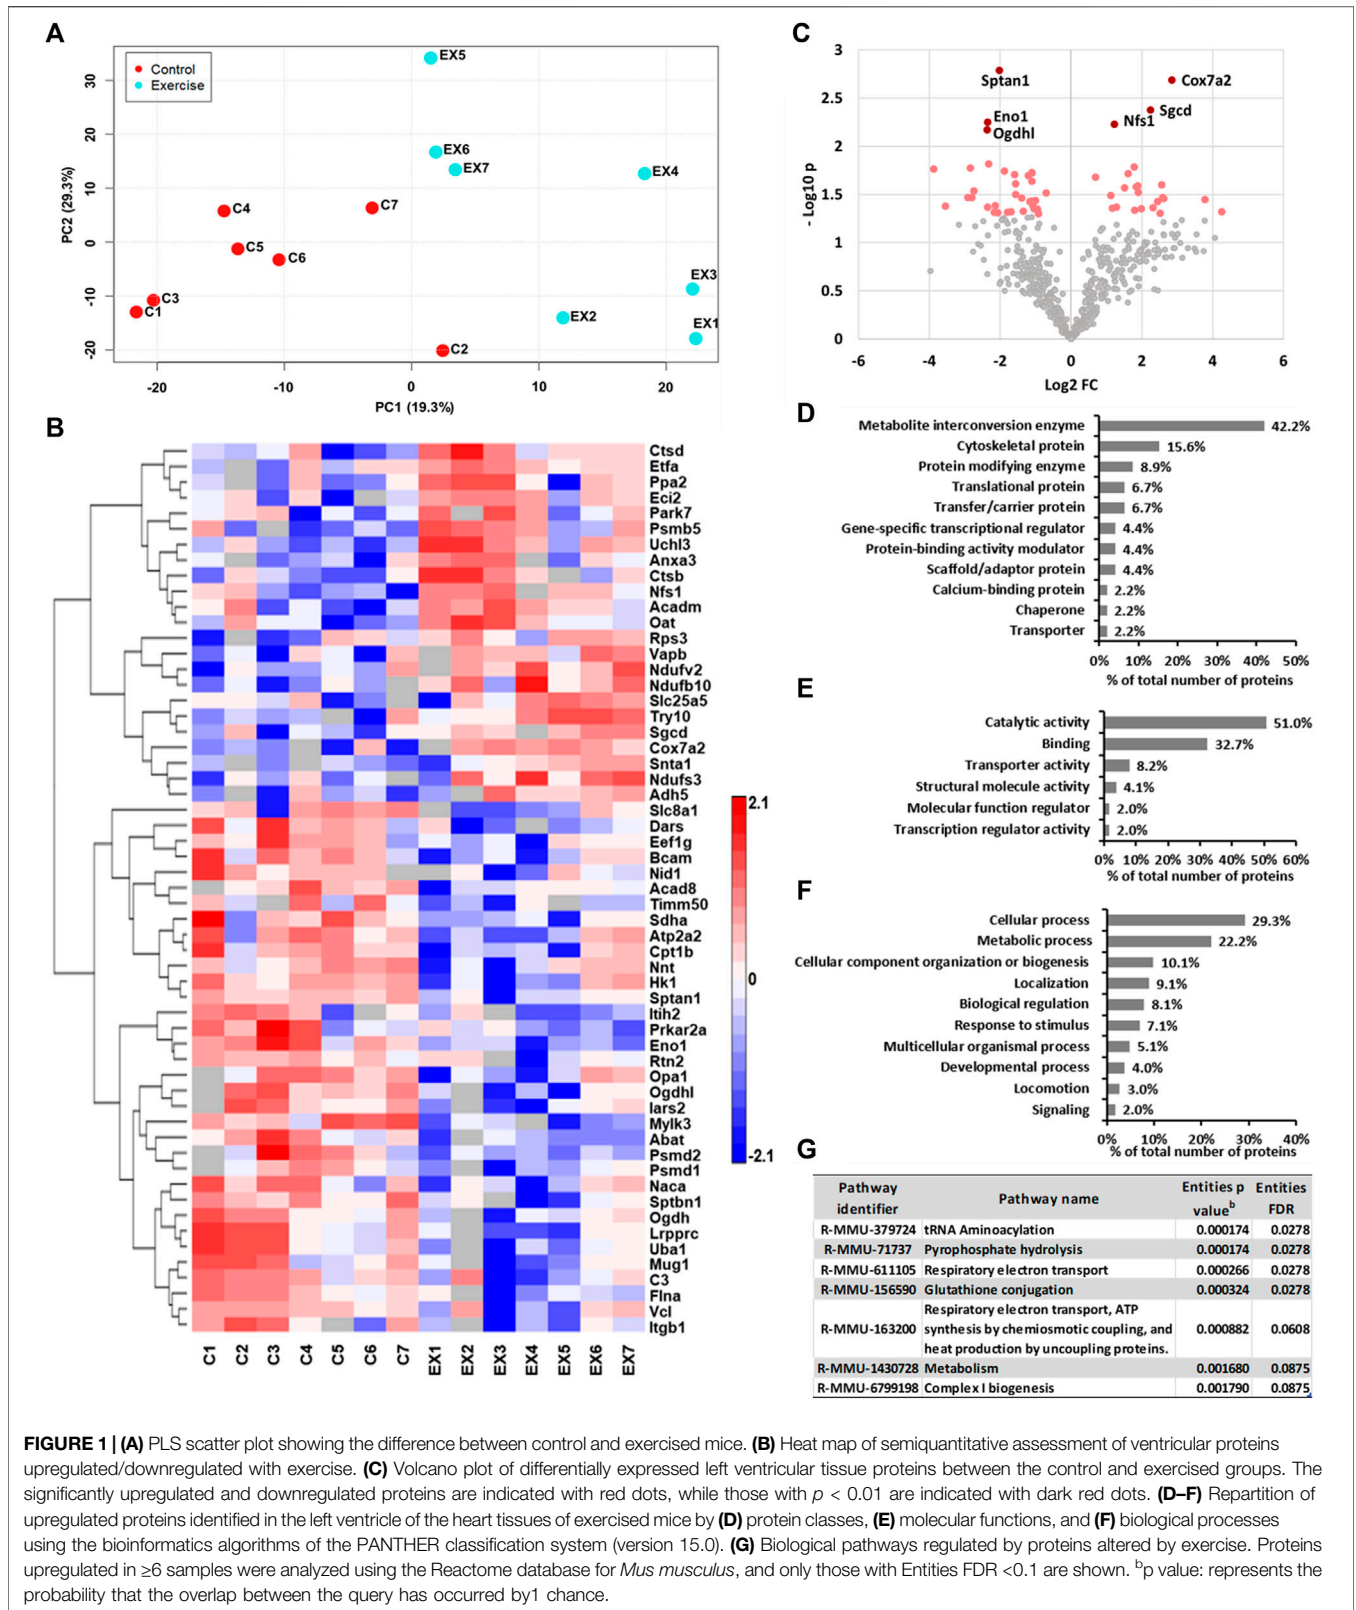 A
Control
Exercise
EX5
EX6
EX7
EX4
C4
C7
C5
C6
C3
C1
EX3
EX2
EX1
C2
30
20
10
0
-10
-20
PC2 (29.3%)
-20
-10
0
10
20
PC1 (19.3%)
B
Ctsd
Etfa
Ppa2
Eci2
Park7
Psmb5
Uchl3
Anxa3
Ctsb
Nfs1
Acadm
Oat
Rps3
Vapb
Ndufv2
Ndufb10
Slc25a5
Try10
Sgcd
Cox7a2
Snta1
Ndufs3
Adh5
Slc8a1
Dars
Eef1g
Bcam
Nid1
Acad8
Timm50
Sdha
Atp2a2
Cpt1b
Nnt
Hk1
Sptan1
Itih2
Prkar2a
Eno1
Rtn2
Opa1
Ogdhl
Iars2
Mylk3
Abat
Psmd2
Psmd1
Naca
Sptbn1
Ogdh
Lrpprc
Uba1
Mug1
C3
Flna
Vcl
Itgb1
C1
C2
C3
C4
C5
C6
C7
EX1
EX2
EX3
EX4
EX5
EX6
EX7
2.1
0
-2.1
C
3
2.5
2
1.5
1
0.5
0
- Log10 p
Sptan1
Cox7a2
Eno1
Sgcd
Nfs1
Ogdhl
-6
-4
-2
0
2
4
6
Log2 FC
D
Metabolite interconversion enzyme 42.2%
Cytoskeletal protein 15.6%
Protein modifying enzyme 8.9%
Translational protein 6.7%
Transfer/carrier protein 6.7%
Gene-specific transcriptional regulator 4.4%
Protein-binding activity modulator 4.4%
Scaffold/adaptor protein 4.4%
Calcium-binding protein 2.2%
Chaperone 2.2%
Transporter 2.2%
0% 10% 20% 30% 40% 50%
% of total number of proteins
E
Catalytic activity 51.0%
Binding 32.7%
Transporter activity 8.2%
Structural molecule activity 4.1%
Molecular function regulator 2.0%
Transcription regulator activity 2.0%
0% 10% 20% 30% 40% 50% 60%
% of total number of proteins
F
Cellular process 29.3%
Metabolic process 22.2%
Cellular component organization or biogenesis 10.1%
Localization 9.1%
Biological regulation 8.1%
Response to stimulus 7.1%
Multicellular organismal process 5.1%
Developmental process 4.0%
Locomotion 3.0%
Signaling 2.0%
0% 10% 20% 30% 40%
% of total number of proteins
G
Pathway identifier Pathway name Entities p value^b Entities FDR
R-MMU-379724 tRNA Aminoacylation 0.000174 0.0278
R-MMU-71737 Pyrophosphate hydrolysis 0.000174 0.0278
R-MMU-611105 Respiratory electron transport 0.000266 0.0278
R-MMU-156590 Glutathione conjugation 0.000324 0.0278
Respiratory electron transport, ATP
R-MMU-163200 synthesis by chemiosmotic coupling, and 0.000882 0.0608
heat production by uncoupling proteins.
R-MMU-1430728 Metabolism 0.001680 0.0875
R-MMU-6799198 Complex I biogenesis 0.001790 0.0875
FIGURE 1 | (A) PLS scatter plot showing the difference between control and exercised mice. (B) Heat map of semiquantitative assessment of ventricular proteins
upregulated/downregulated with exercise. (C) Volcano plot of differentially expressed left ventricular tissue proteins between the control and exercised groups. The
significantly upregulated and downregulated proteins are indicated with red dots, while those with p < 0.01 are indicated with dark red dots. (D–F) Repartition of
upregulated proteins identified in the left ventricle of the heart tissues of exercised mice by (D) protein classes, (E) molecular functions, and (F) biological processes
using the bioinformatics algorithms of the PANTHER classification system (version 15.0). (G) Biological pathways regulated by proteins altered by exercise. Proteins
upregulated in ≥6 samples were analyzed using the Reactome database for Mus musculus, and only those with Entities FDR <0.1 are shown. ^b p value: represents the
probability that the overlap between the query has occurred by1 chance.